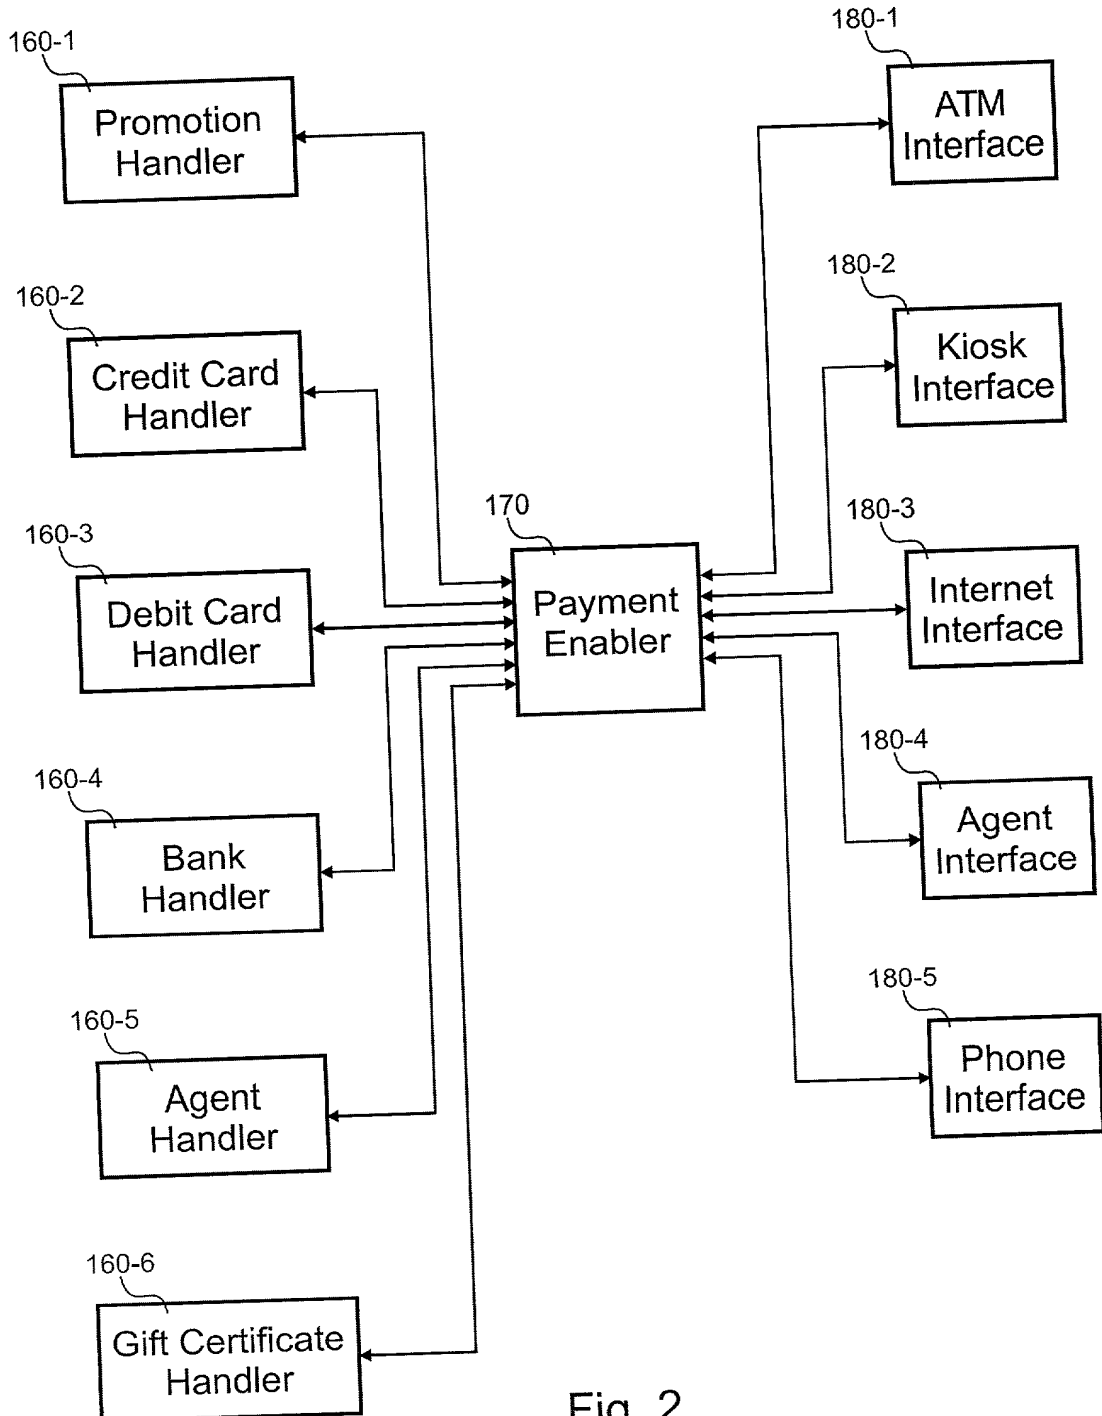 160-1
Promotion
Handler
160-2
Credit Card
Handler
160-3
Debit Card
Handler
160-4
Bank
Handler
160-5
Agent
Handler
160-6
Gift Certificate
Handler
170
Payment
Enabler
180-1
ATM
Interface
180-2
Kiosk
Interface
180-3
Internet
Interface
180-4
Agent
Interface
180-5
Phone
Interface
Fig. 2